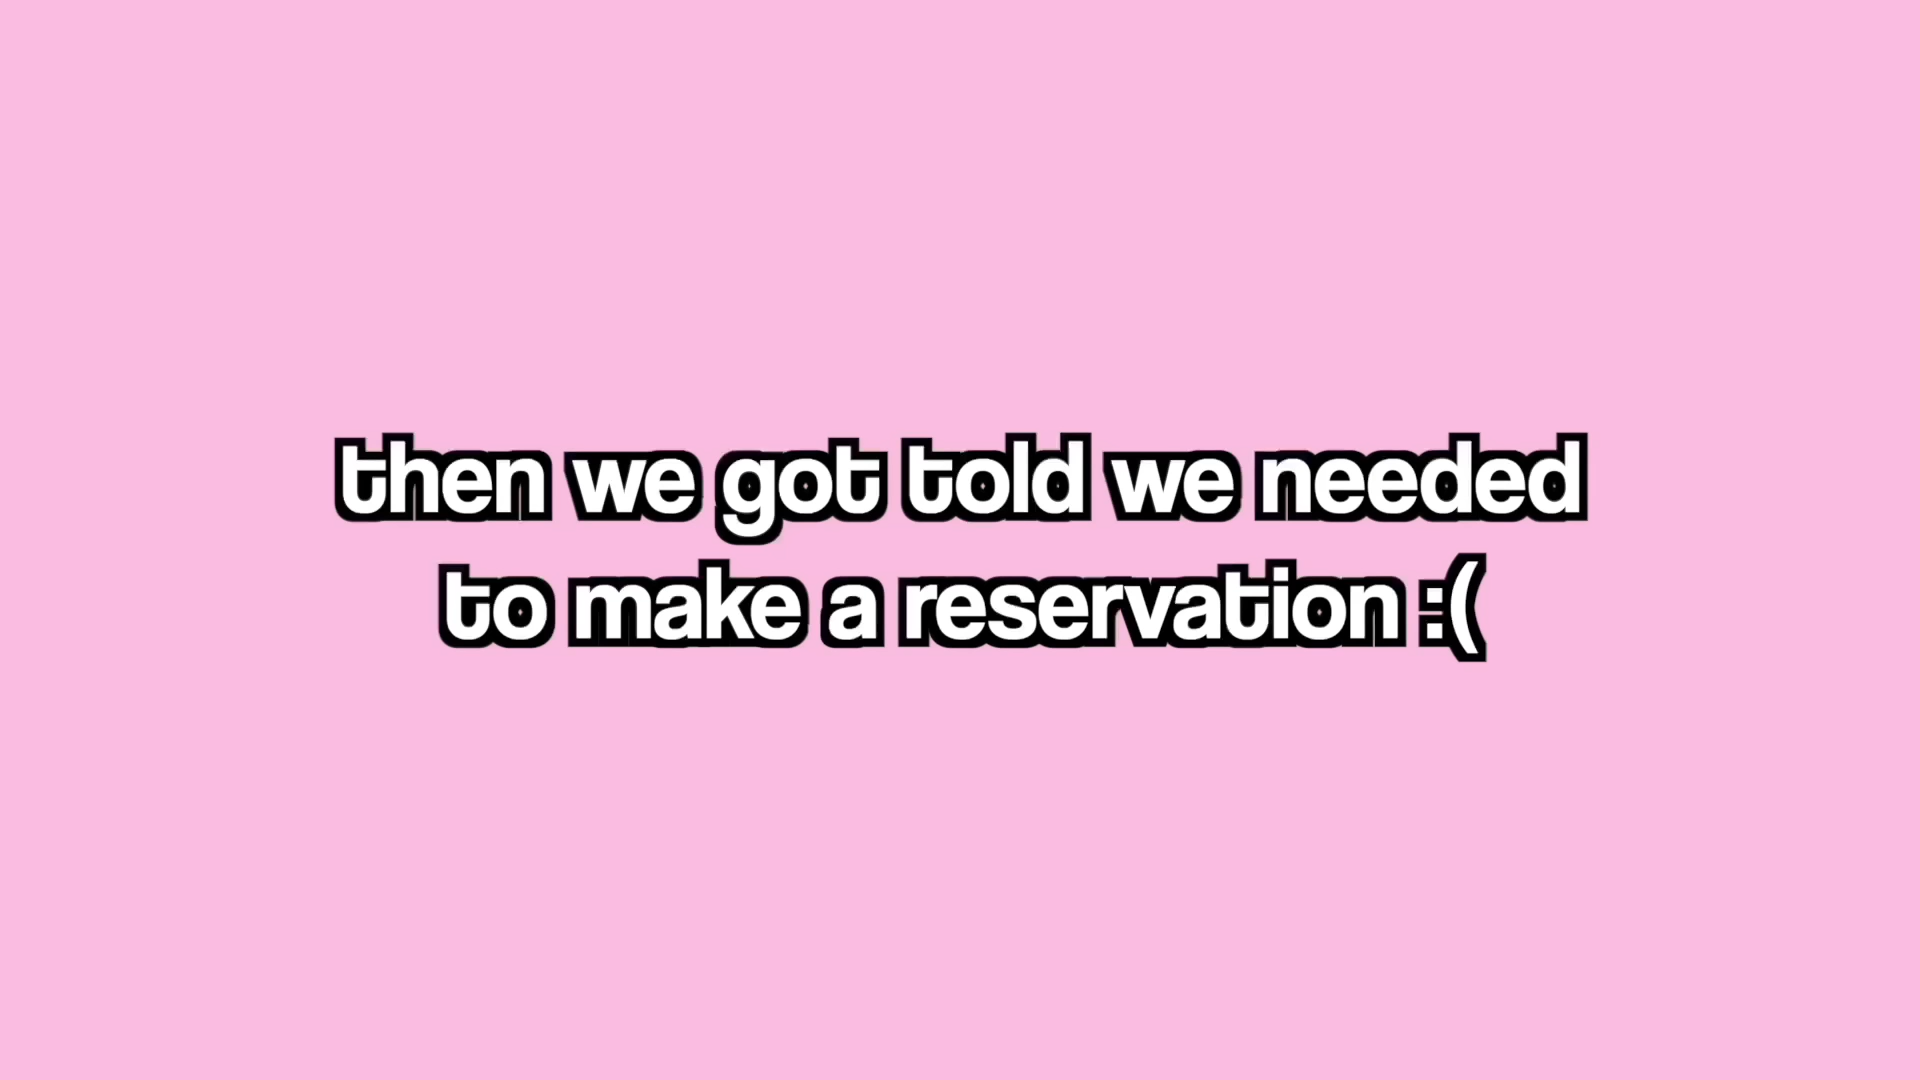 then we got told we needed
to make a reservation :(